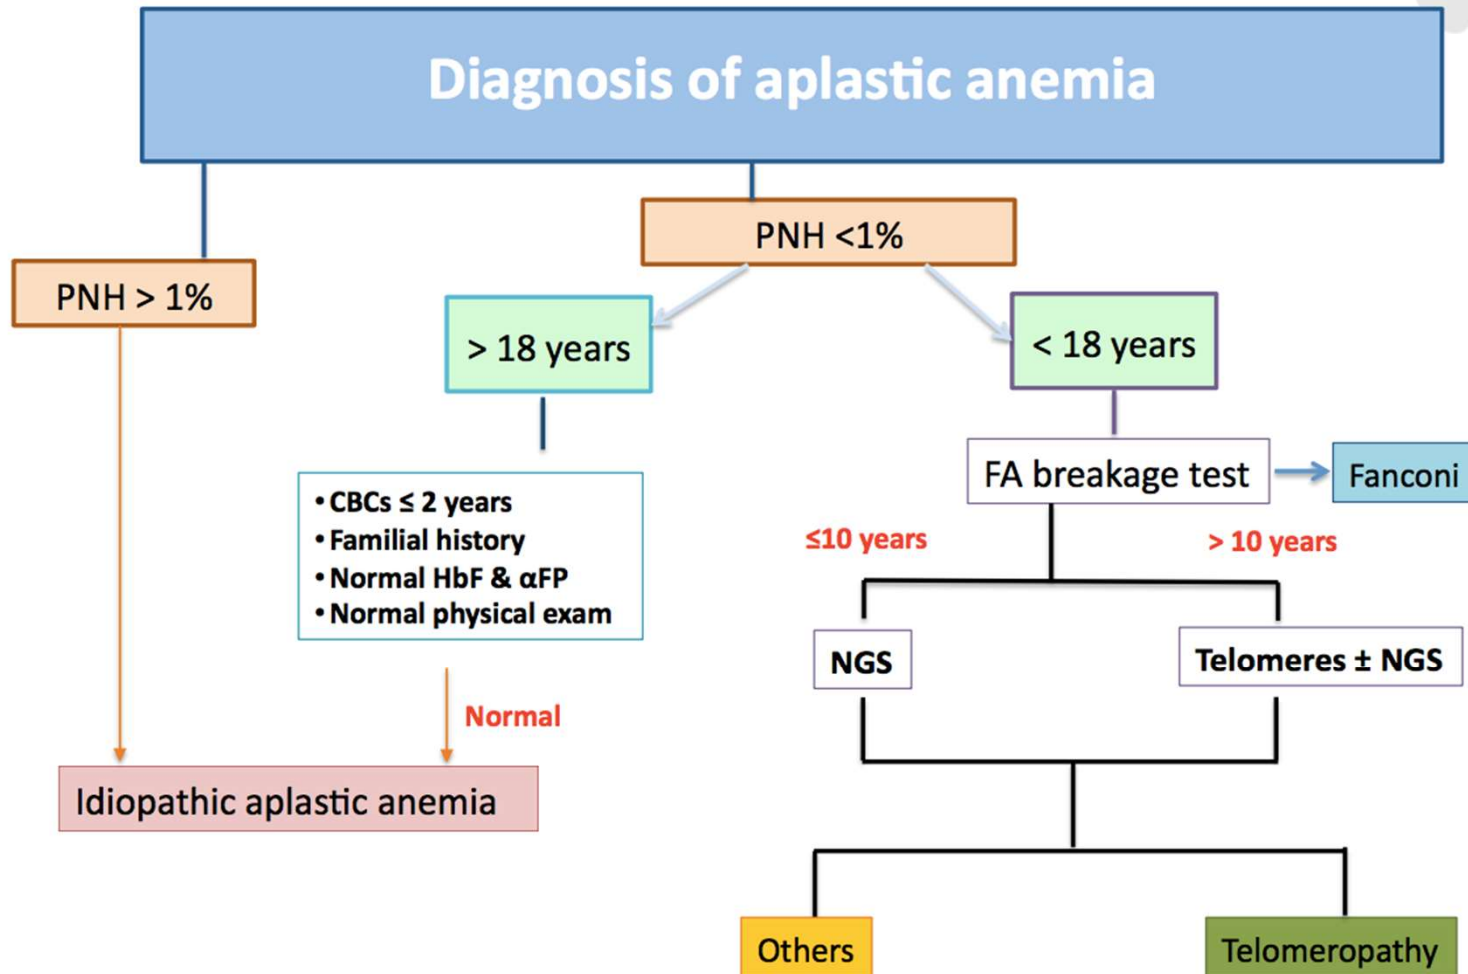 Diagnosis of aplastic anemia
PNH <1%
PNH > 1%
> 18 years
< 18 years
FA breakage test
Fanconi
• CBCs ≤ 2 years
• Familial history
• Normal HbF & αFP
• Normal physical exam
≤10 years
> 10 years
NGS
Telomeres ± NGS
Normal
Idiopathic aplastic anemia
Others
Telomeropathy